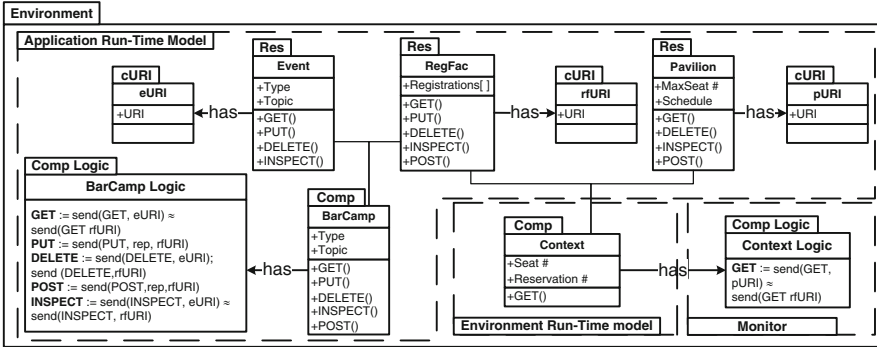 Environment
Application Run-Time Model
Res
Event
+Type
+Topic
+GET()
+PUT()
+DELETE()
+INSPECT()
cURI
eURI
+URI
has
Res
RegFac
+Registrations[ ]
+GET()
+PUT()
+DELETE()
+INSPECT()
+POST()
has
cURI
rfURI
+URI
Res
Pavilion
+MaxSeat #
+Schedule
+GET()
+DELETE()
+INSPECT()
+POST()
has
cURI
pURI
+URI
Comp Logic
BarCamp Logic
GET := send(GET, eURI) ≈
send(GET rfURI)
PUT := send(PUT, rep, rfURI)
DELETE := send(DELETE, eURI);
send (DELETE,rfURI)
POST := send(POST,rep,rfURI)
INSPECT := send(INSPECT, eURI) ≈
send(INSPECT, rfURI)
has
Comp
BarCamp
+Type
+Topic
+GET()
+PUT()
+DELETE()
+INSPECT()
+POST()
Comp
Context
+Seat #
+Reservation #
+GET()
has
Comp Logic
Context Logic
GET := send(GET,
pURI) ≈
send(GET rfURI)
Environment Run-Time model
Monitor